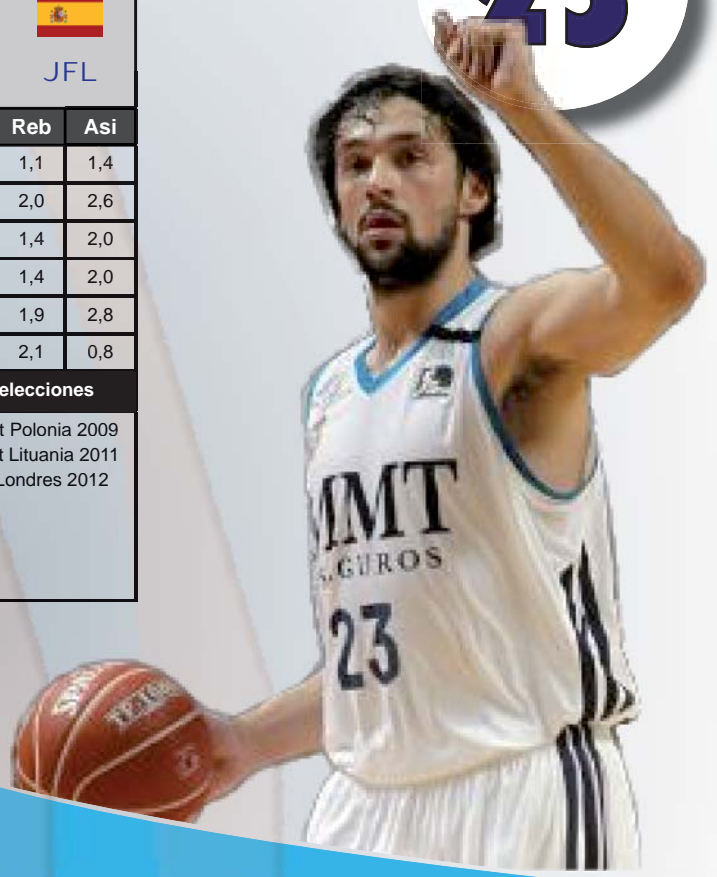 23
JFL
Reb Asi
1,1 1,4
2,0 2,6
1,4 2,0
1,4 2,0
1,9 2,8
2,1 0,8
elecciones
t Polonia 2009
t Lituania 2011
Londres 2012
MMT
GUROS
23